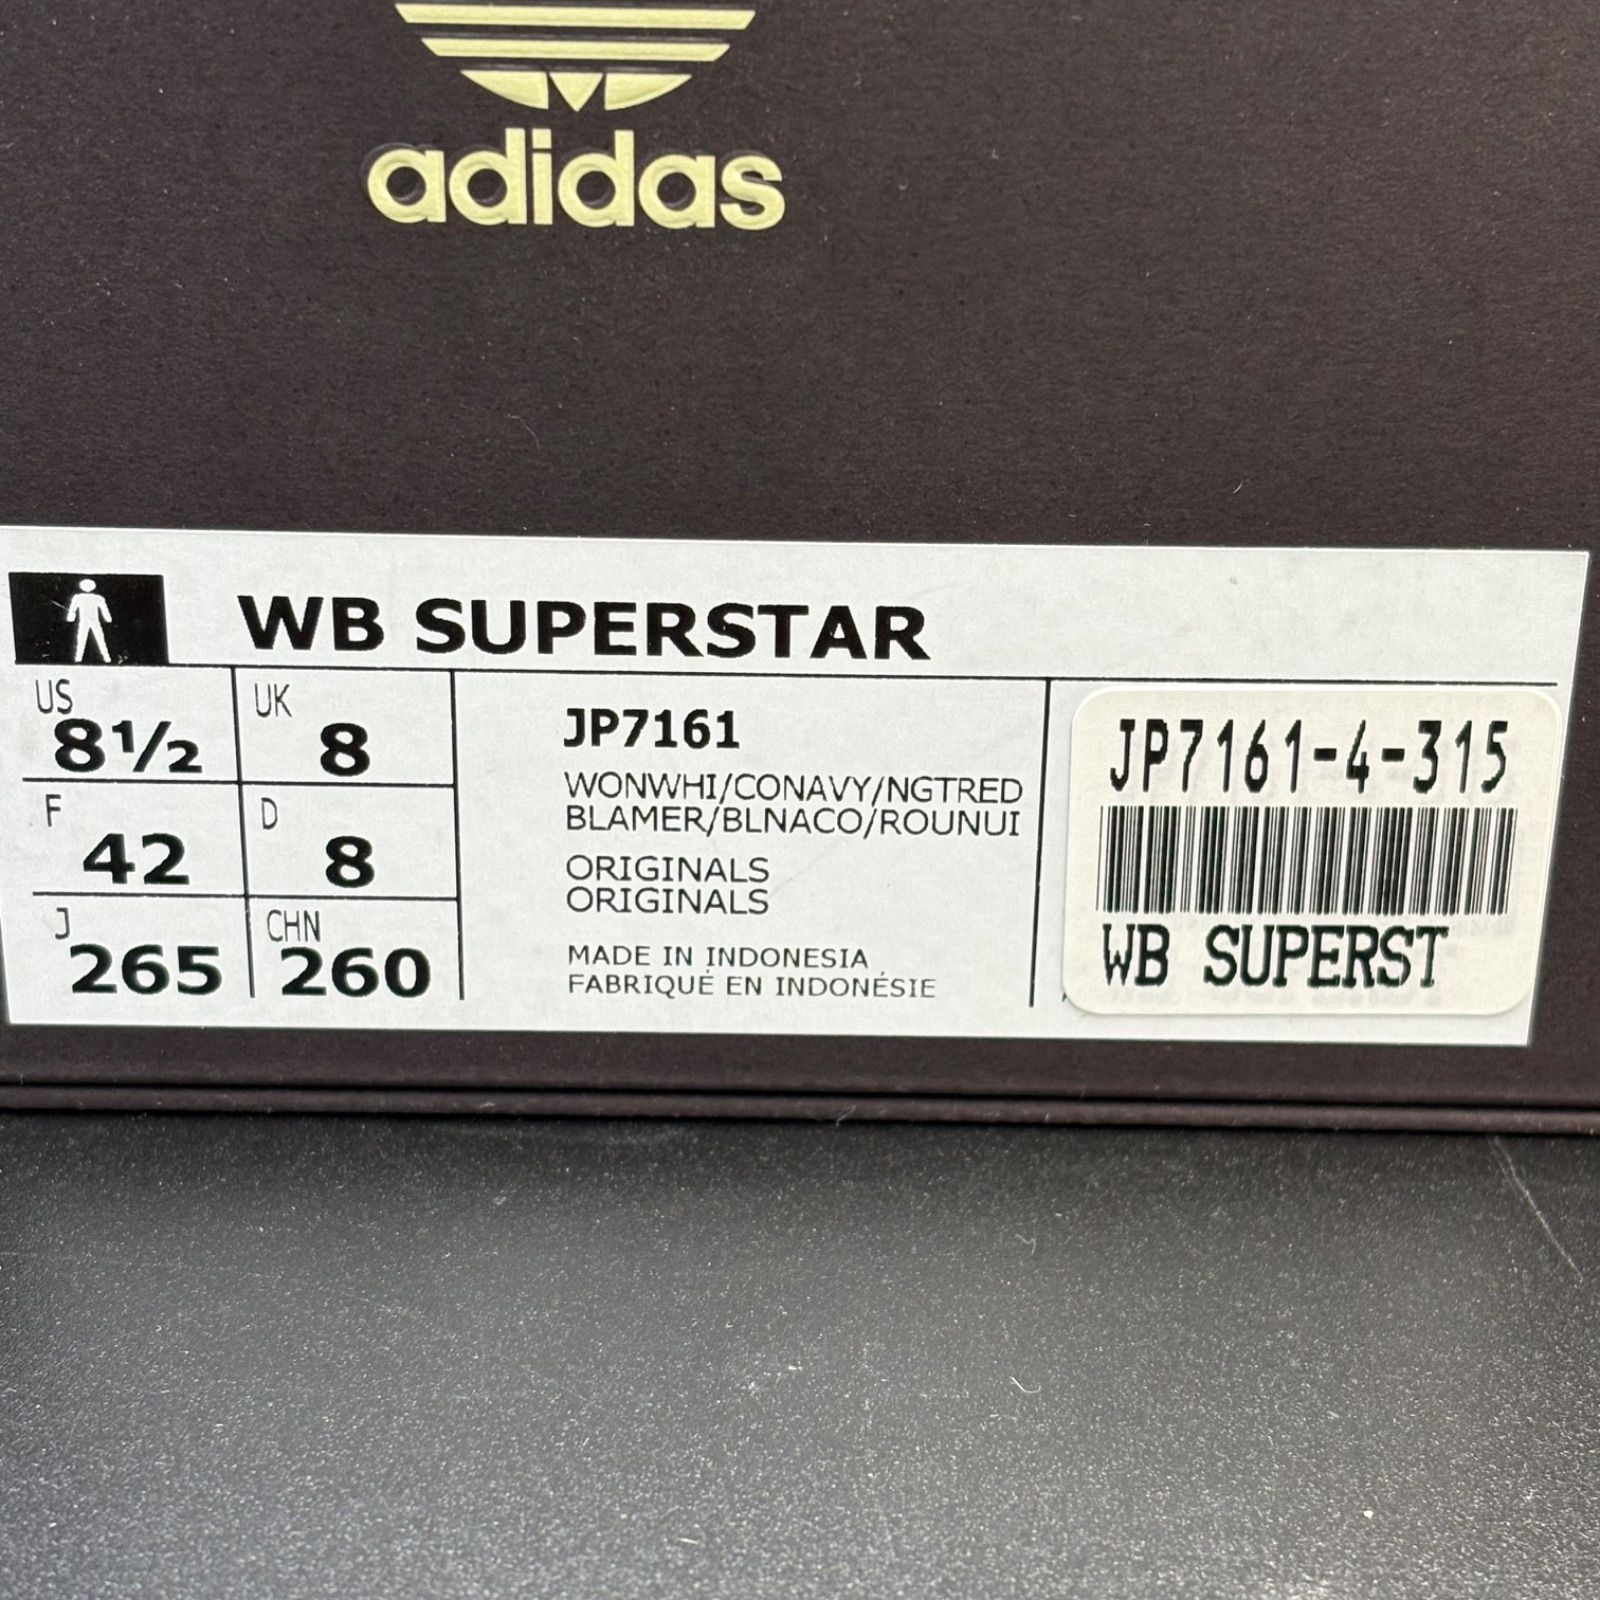 adidas
WB SUPERSTAR
US
8½
UK
8
F
42
D
8
J
265
CHN
260
JP7161
WONWHI/CONAVY/NGTRED
BLAMER/BLNACO/ROUNUI
ORIGINALS
ORIGINALS
MADE IN INDONESIA
FABRIQUÉ EN INDONÉSIE
JP7161-4-315
WB SUPERST